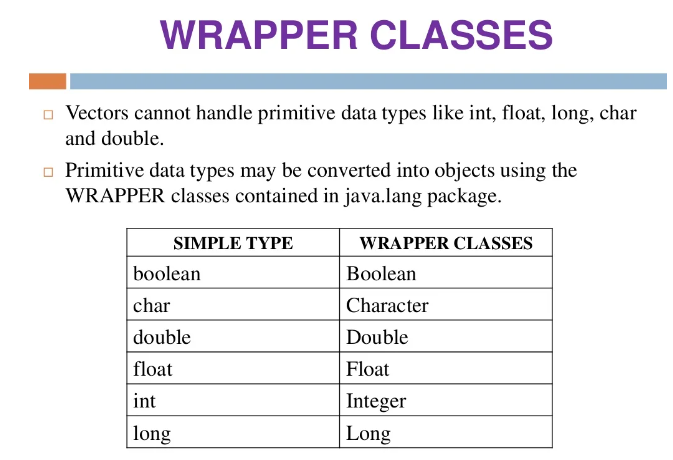 WRAPPER CLASSES
Vectors cannot handle primitive data types like int, float, long, char
and double.
Primitive data types may be converted into objects using the
WRAPPER classes contained in java.lang package.
SIMPLE TYPE WRAPPER CLASSES
boolean Boolean
char Character
double Double
float Float
int Integer
long Long